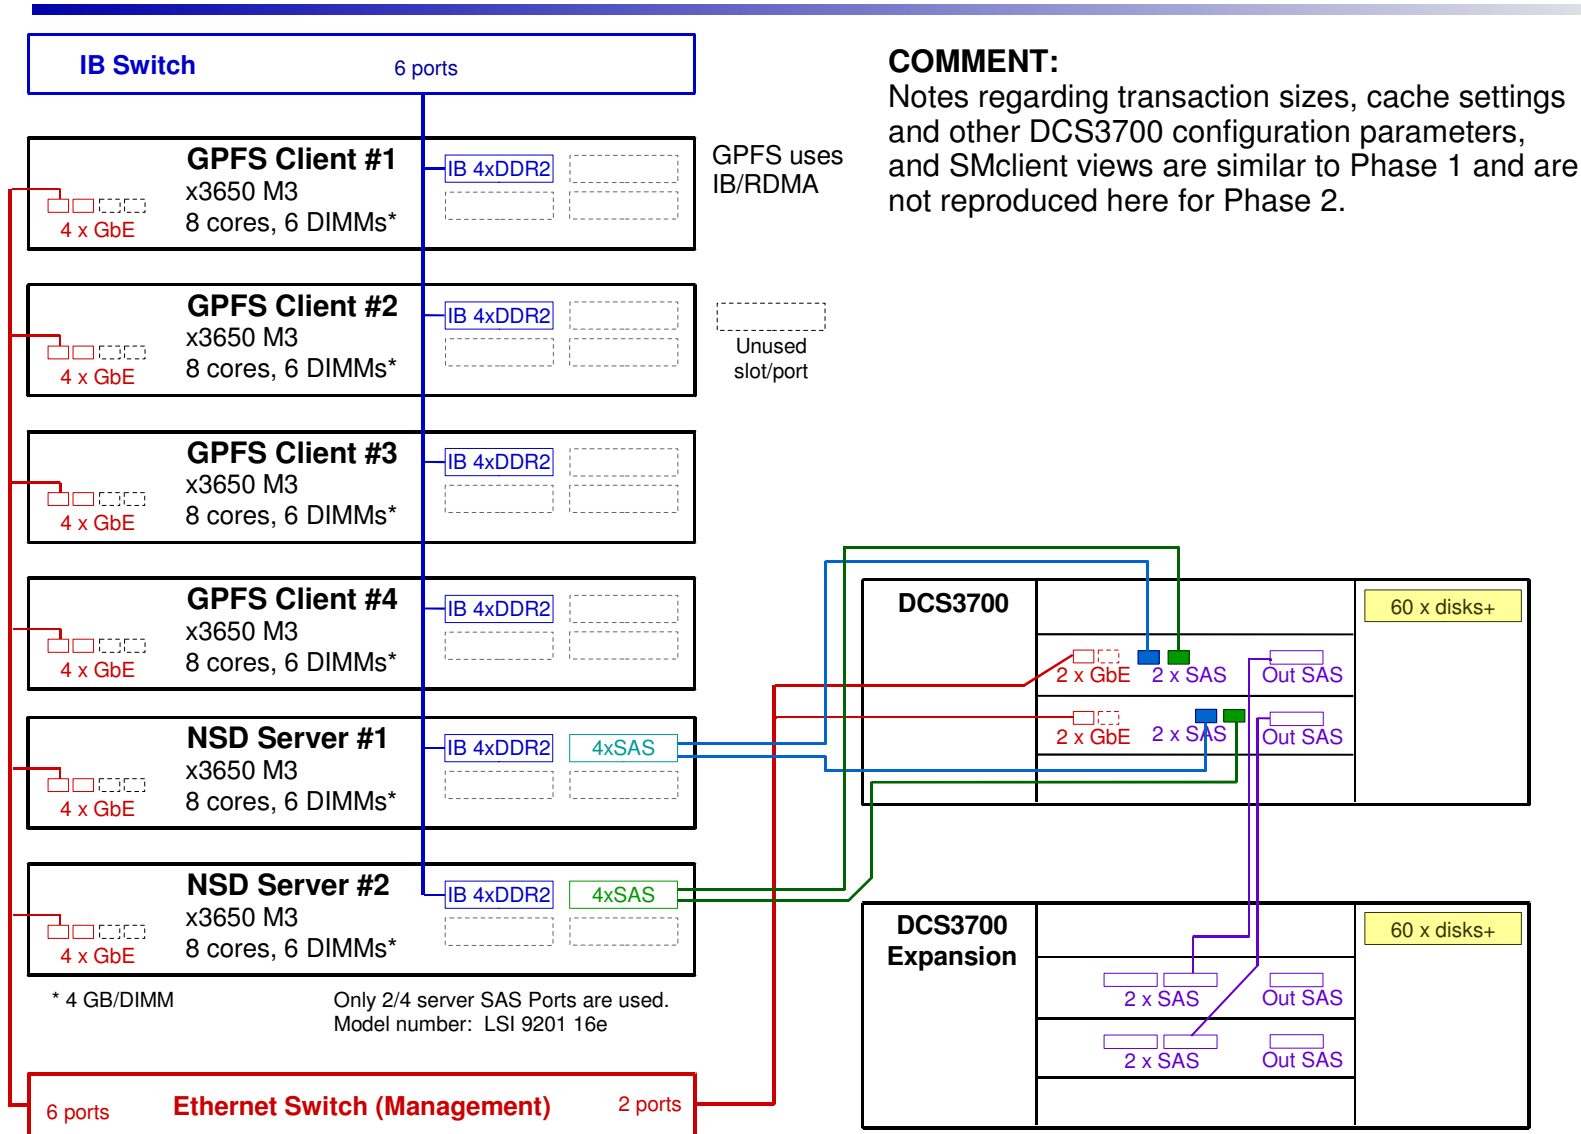 IB Switch
6 ports
COMMENT:
Notes regarding transaction sizes, cache settings
and other DCS3700 configuration parameters,
and SMclient views are similar to Phase 1 and are
not reproduced here for Phase 2.
GPFS Client #1
x3650 M3
8 cores, 6 DIMMs*
4 x GbE
IB 4xDDR2
GPFS uses
IB/RDMA
GPFS Client #2
x3650 M3
8 cores, 6 DIMMs*
4 x GbE
IB 4xDDR2
Unused
slot/port
GPFS Client #3
x3650 M3
8 cores, 6 DIMMs*
4 x GbE
IB 4xDDR2
GPFS Client #4
x3650 M3
8 cores, 6 DIMMs*
4 x GbE
IB 4xDDR2
NSD Server #1
x3650 M3
8 cores, 6 DIMMs*
4 x GbE
IB 4xDDR2
4xSAS
NSD Server #2
x3650 M3
8 cores, 6 DIMMs*
4 x GbE
IB 4xDDR2
4xSAS
* 4 GB/DIMM
Only 2/4 server SAS Ports are used.
Model number: LSI 9201 16e
6 ports
Ethernet Switch (Management)
2 ports
DCS3700
60 x disks+
2 x GbE
2 x SAS
Out SAS
2 x GbE
2 x SAS
Out SAS
DCS3700
Expansion
60 x disks+
2 x SAS
Out SAS
2 x SAS
Out SAS